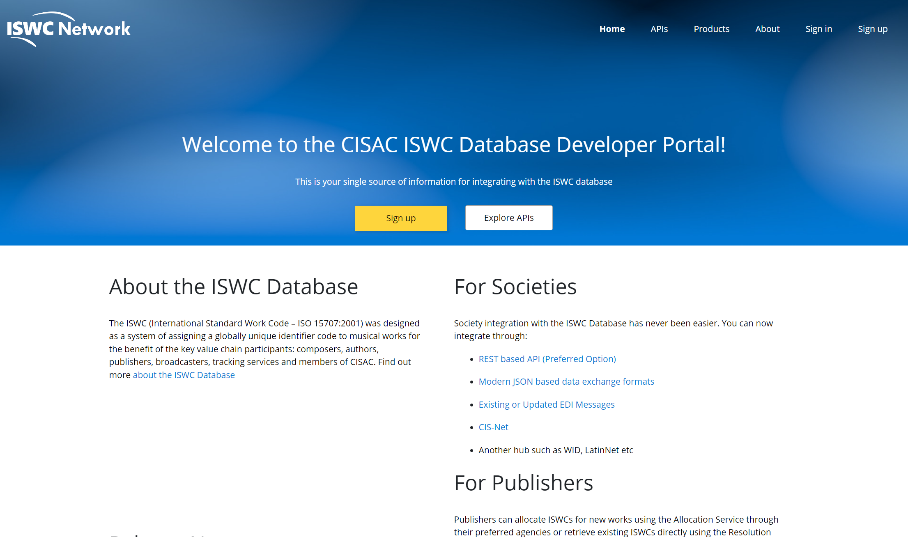 ISWC Network
Home APIs Products About Sign in Sign up
Welcome to the CISAC ISWC Database Developer Portal!
This is your single source of information for integrating with the ISWC database
Sign up Explore APIs
About the ISWC Database
The ISWC (International Standard Work Code – ISO 15707:2001) was designed
as a system of assigning a globally unique identifier code to musical works for
the benefit of the key value chain participants: composers, authors,
publishers, broadcasters, tracking services and members of CISAC. Find out
more about the ISWC Database
For Societies
Society integration with the ISWC Database has never been easier. You can now
integrate through:
• REST based API (Preferred Option)
• Modern JSON based data exchange formats
• Existing or Updated EDI Messages
• CIS-Net
• Another hub such as WID, LatinNet etc
For Publishers
Publishers can allocate ISWCs for new works using the Allocation Service through
their preferred agencies or retrieve existing ISWCs directly using the Resolution